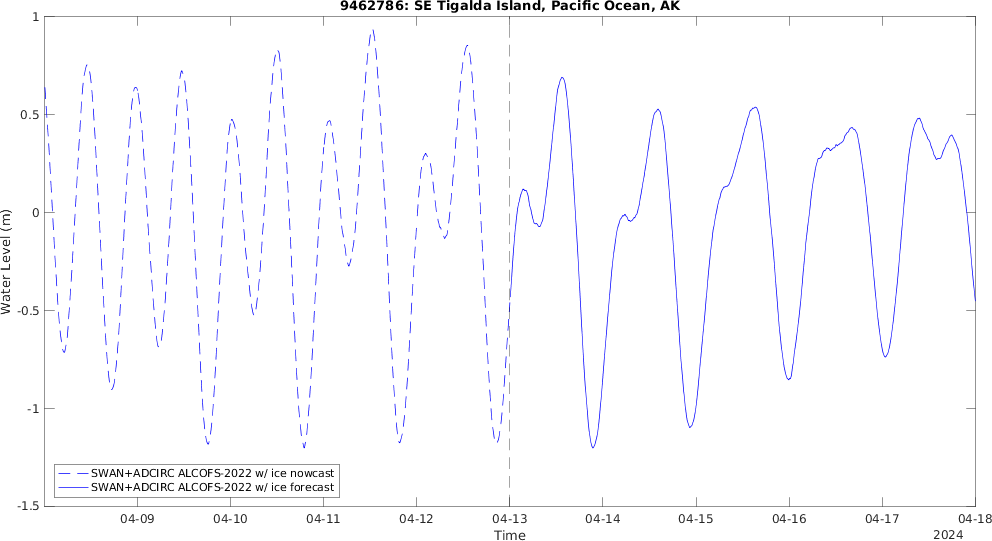 9462786: SE Tigalda Island, Pacific Ocean, AK
1
0.5
0
-0.5
-1
-1.5
Water Level (m)
SWAN+ADCIRC ALCOFS-2022 w/ ice nowcast
SWAN+ADCIRC ALCOFS-2022 w/ ice forecast
04-09 04-10 04-11 04-12 04-13 04-14 04-15 04-16 04-17 04-18
Time
2024